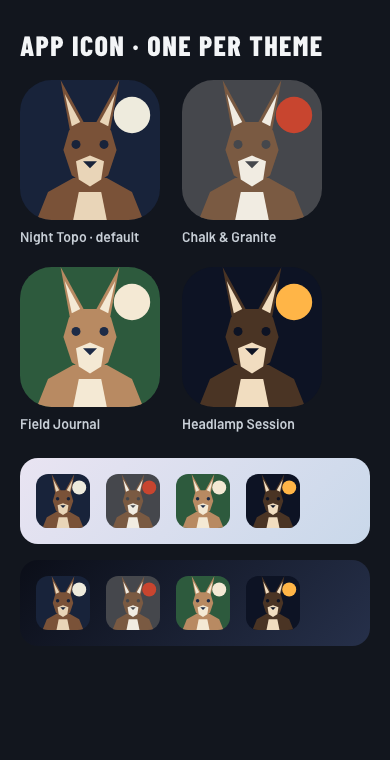 APP ICON · ONE PER THEME
Night Topo · default
Chalk & Granite
Field Journal
Headlamp Session